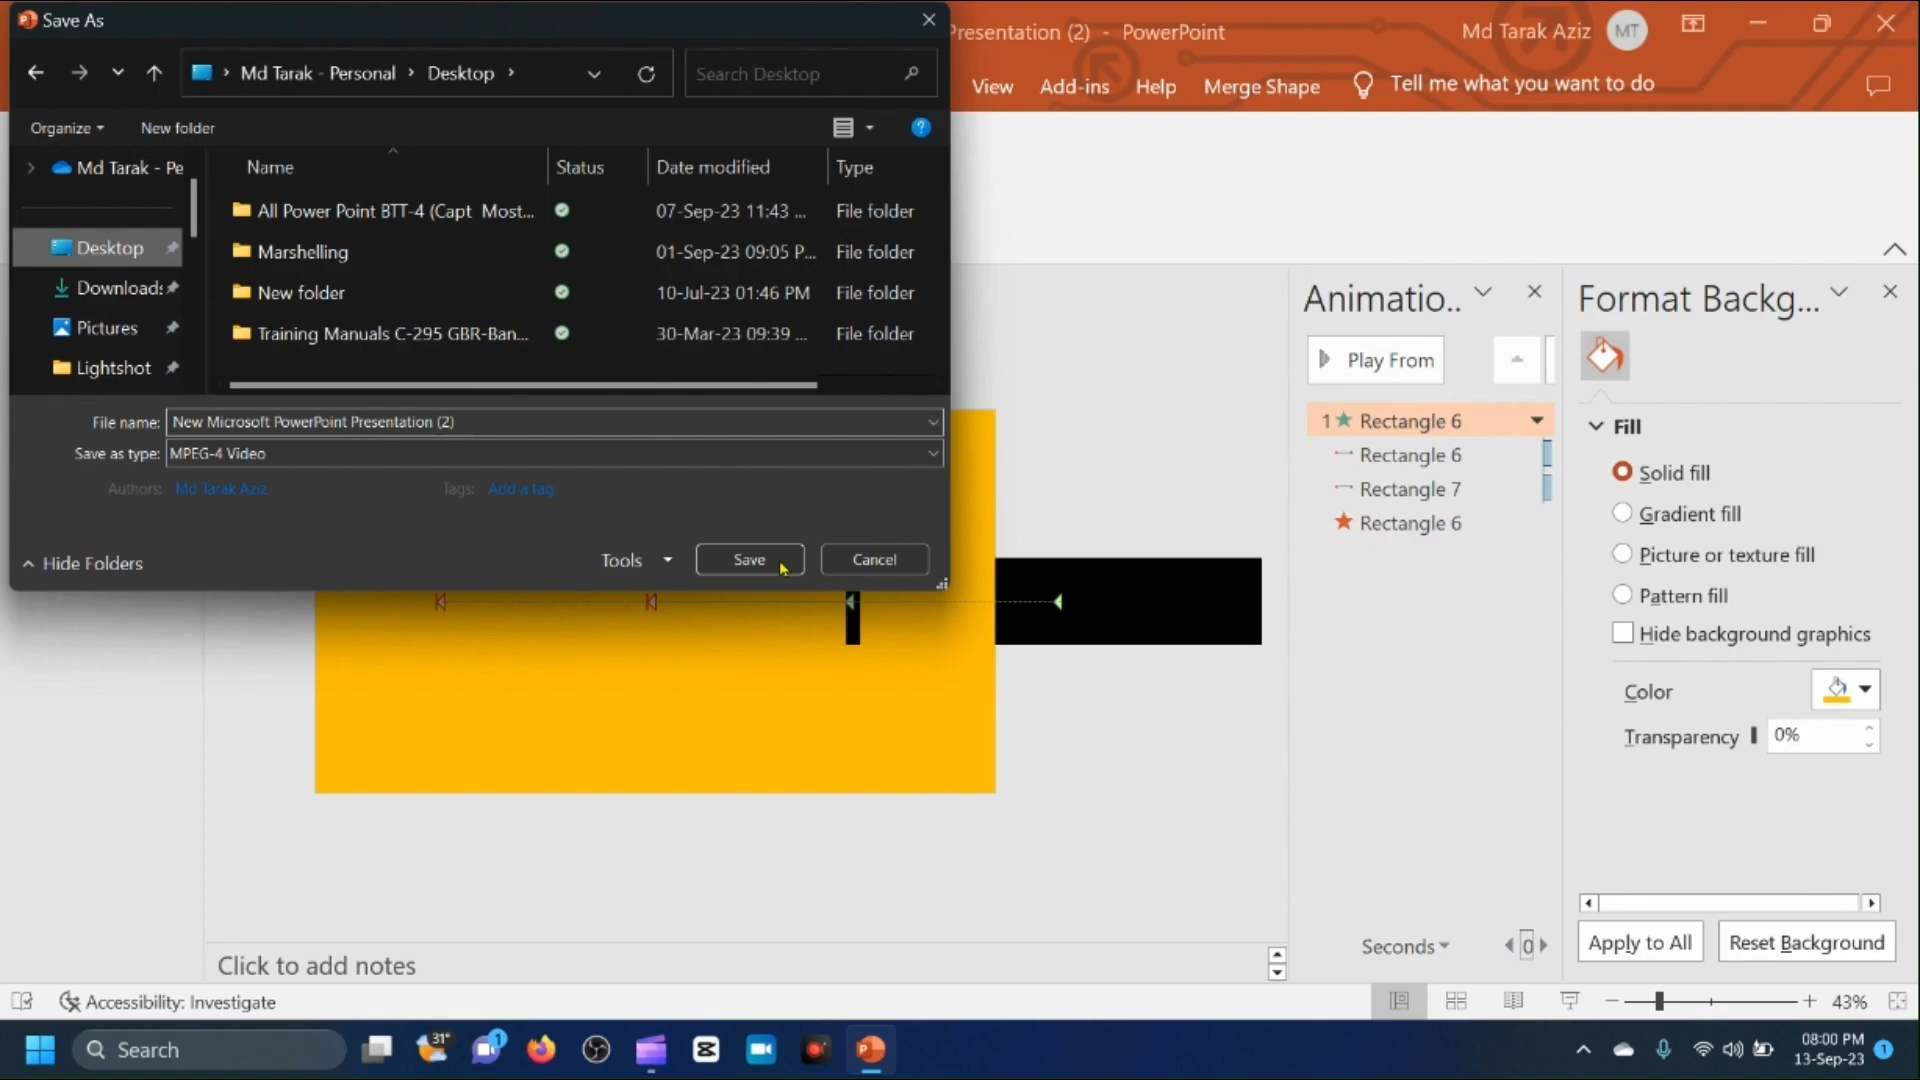 Save As
Presentation (2) - PowerPoint
Md Tarak Aziz
MT
Md Tarak - Personal
Desktop
Search Desktop
View
Add-ins
Help
Merge Shape
Tell me what you want to do
Organize
New folder
Md Tarak - Pe
Desktop
Downloads
Pictures
Lightshot
Name
Status
Date modified
Type
All Power Point BTT-4 (Capt Most...
07-Sep-23 11:43 ...
File folder
Marshelling
01-Sep-23 09:05 P...
File folder
New folder
10-Jul-23 01:46 PM
File folder
Training Manuals C-295 GBR-Ban...
30-Mar-23 09:39 ...
File folder
File name:
New Microsoft PowerPoint Presentation (2)
Save as type:
MPEG-4 Video
Authors:
Md Tarak Aziz
Tags:
Add a tag
Hide Folders
Tools
Save
Cancel
Animatio..
Play From
1 Rectangle 6
Rectangle 6
Rectangle 7
Rectangle 6
Seconds
0
Format Backg...
Fill
Solid fill
Gradient fill
Picture or texture fill
Pattern fill
Hide background graphics
Color
Transparency
0%
Apply to All
Reset Background
Click to add notes
Accessibility: Investigate
43%
Search
31°
1
08:00 PM
13-Sep-23
1